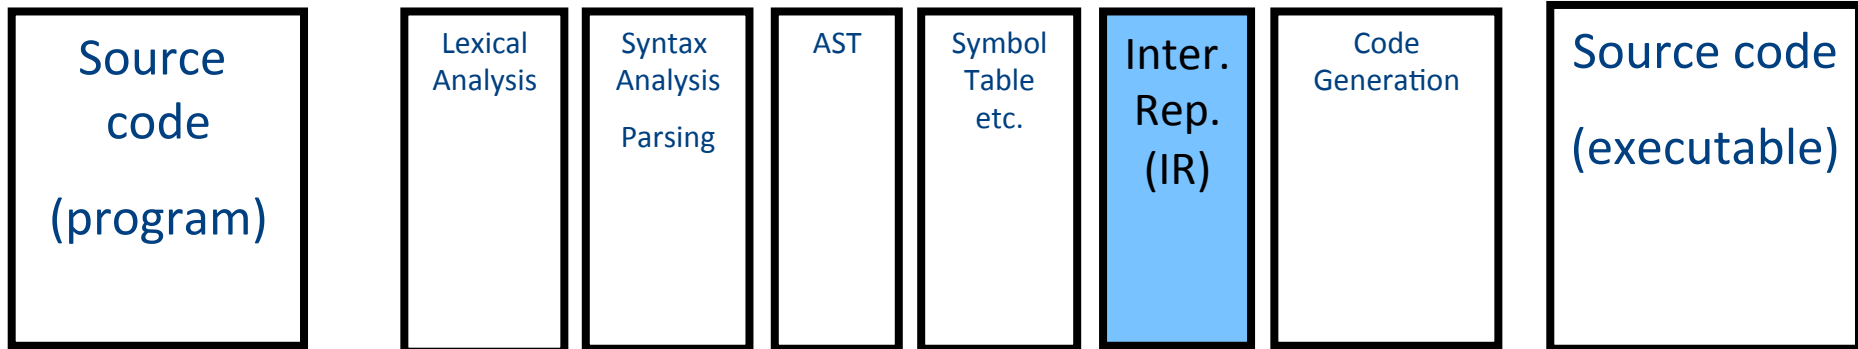 Source
code
(program)
Lexical
Analysis
Syntax
Analysis
Parsing
AST
Symbol
Table
etc.
Inter.
Rep.
(IR)
Code
Generation
Source code
(executable)